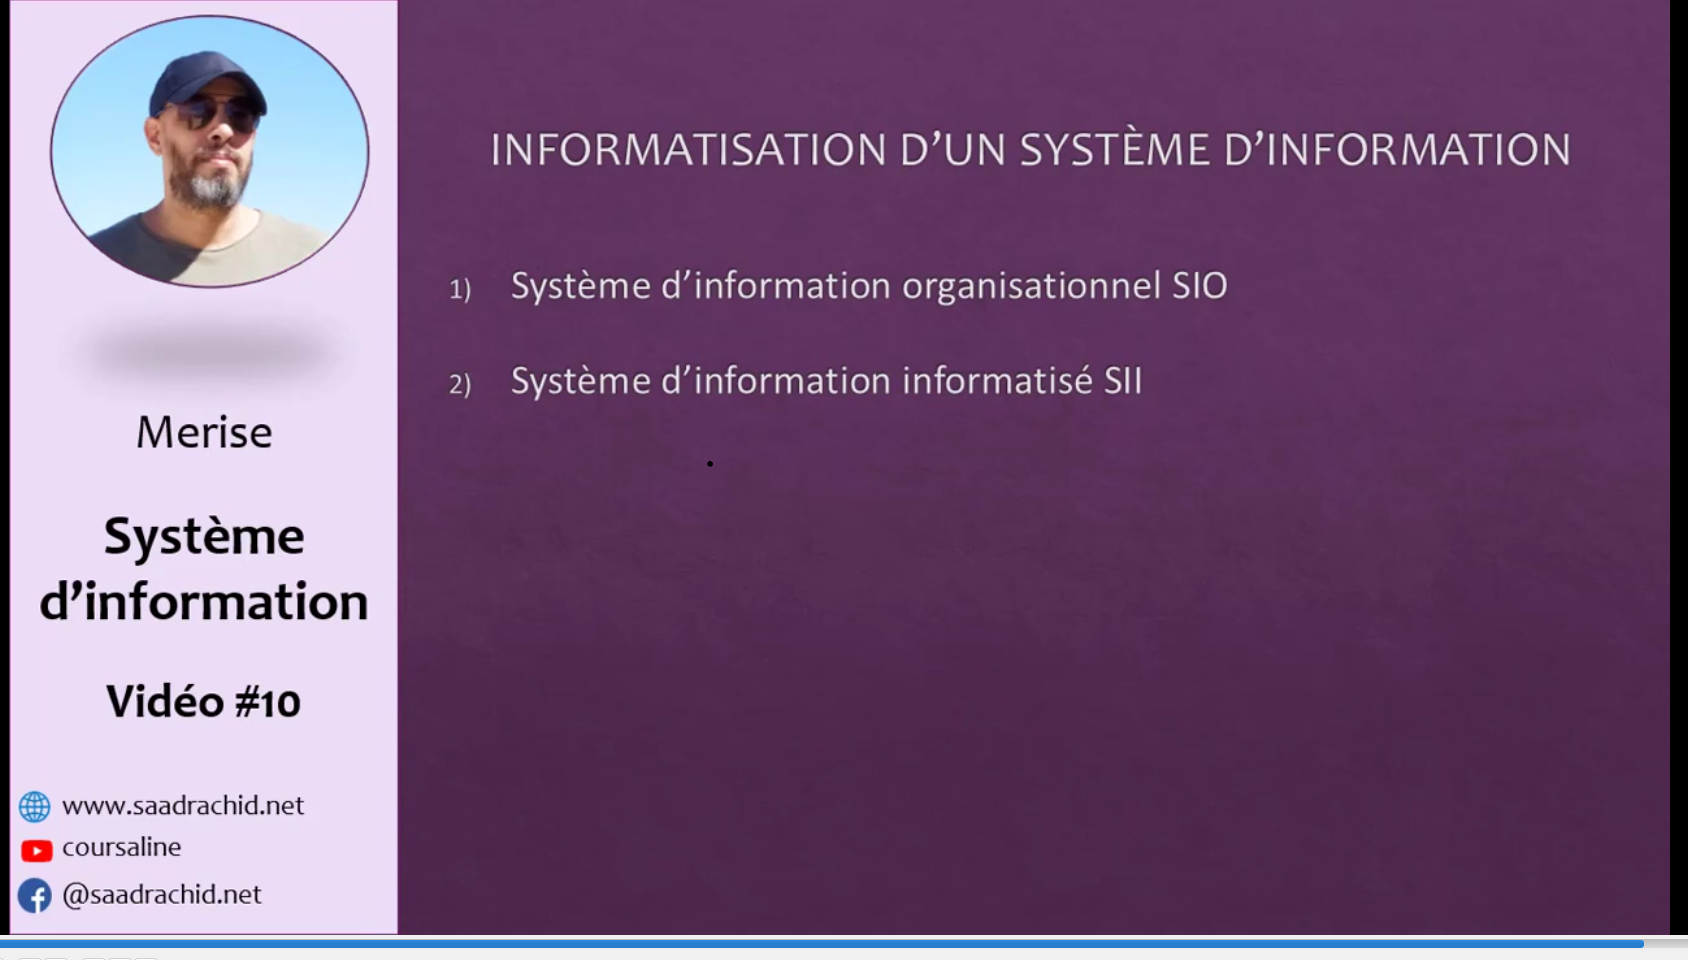 Merise
Système
d’information
Vidéo #10
www.saadrachid.net
coursaline
@saadrachid.net
INFORMATISATION D’UN SYSTÈME D’INFORMATION
1) Système d’information organisationnel SIO
2) Système d’information informatisé SII